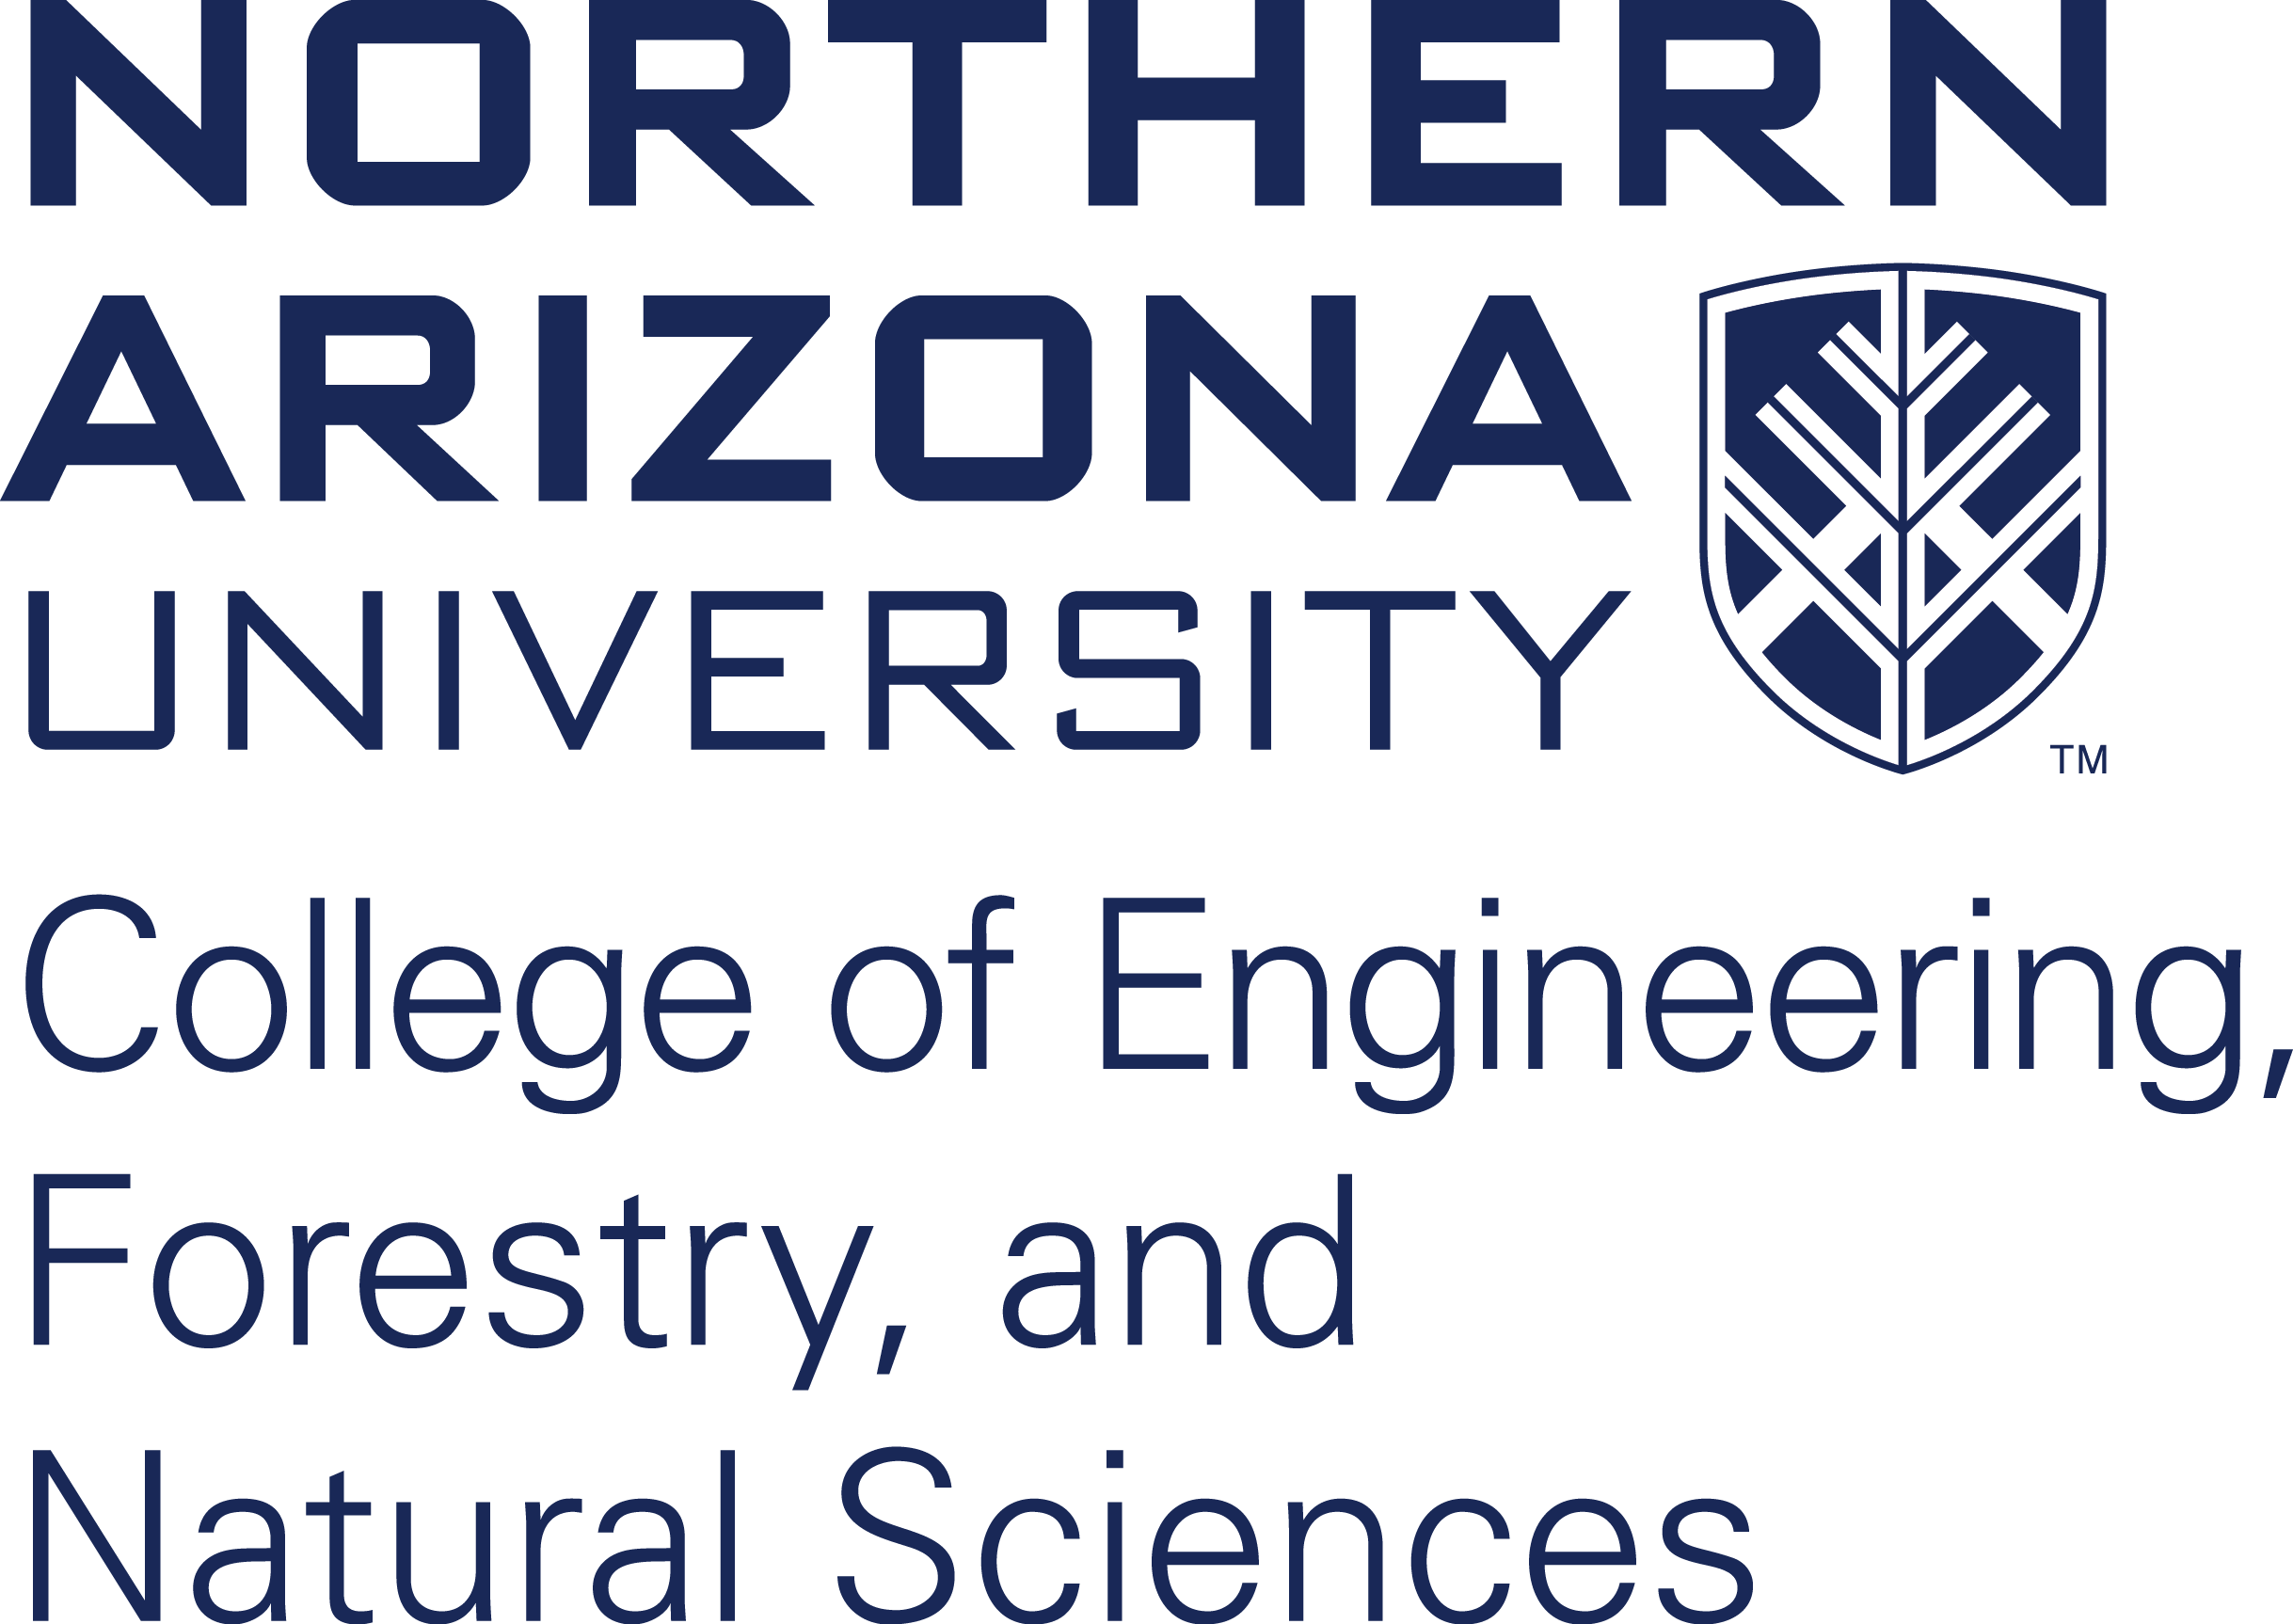 NORTHERN
ARIZONA
UNIVERSITY
TM
College of Engineering,
Forestry, and
Natural Sciences